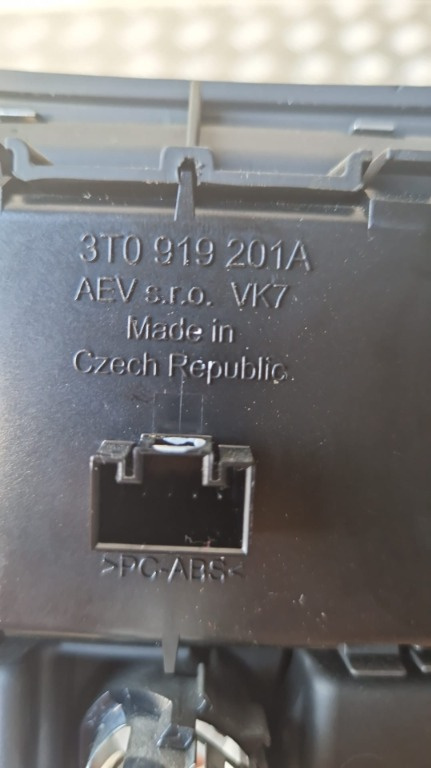 3T0 919 201A
AEV s.r.o. VK7
Made in
Czech Republic
>PC-ABS<